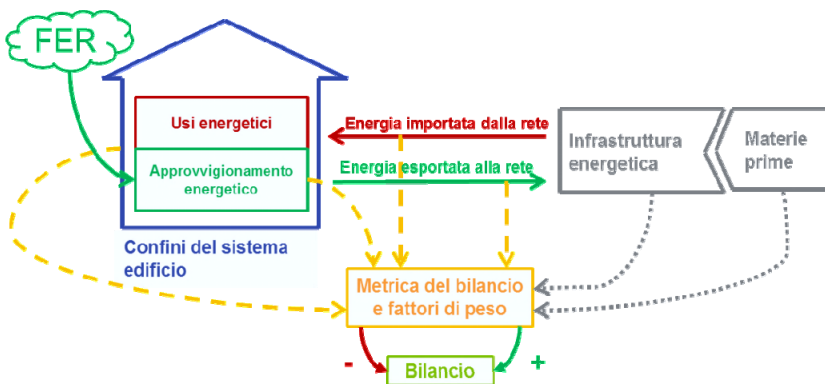 FER
Usi energetici
Approvvigionamento
energetico
Confini del sistema
edificio
Energia importata dalla rete
Energia esportata alla rete
Infrastruttura
energetica
Materie
prime
Metrica del bilancio
e fattori di peso
-
+
Bilancio